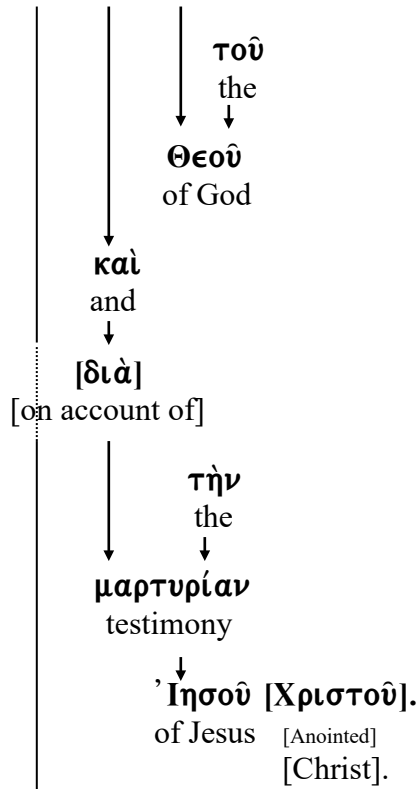 τοῦ
the
Θεοῦ
of God
καὶ
and
[διὰ]
[on account of]
τὴν
the
μαρτυρίαν
testimony
Ἰησοῦ [Χριστοῦ].
of Jesus [Anointed]
[Christ].